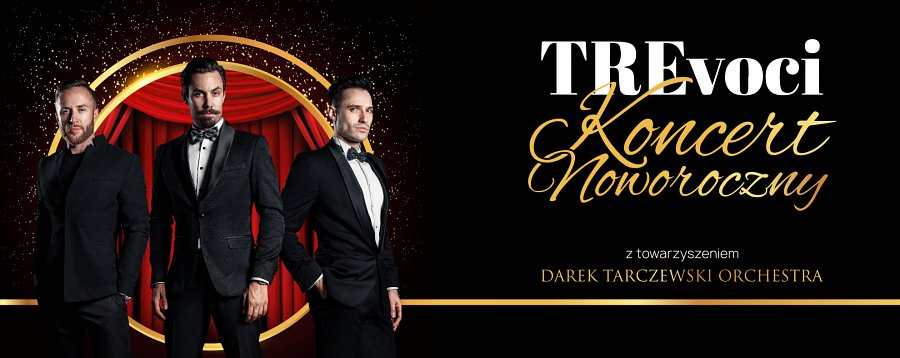 TREvoci
Koncert
Noworoczny
z towarzyszeniem
DAREK TARCZEWSKI ORCHESTRA